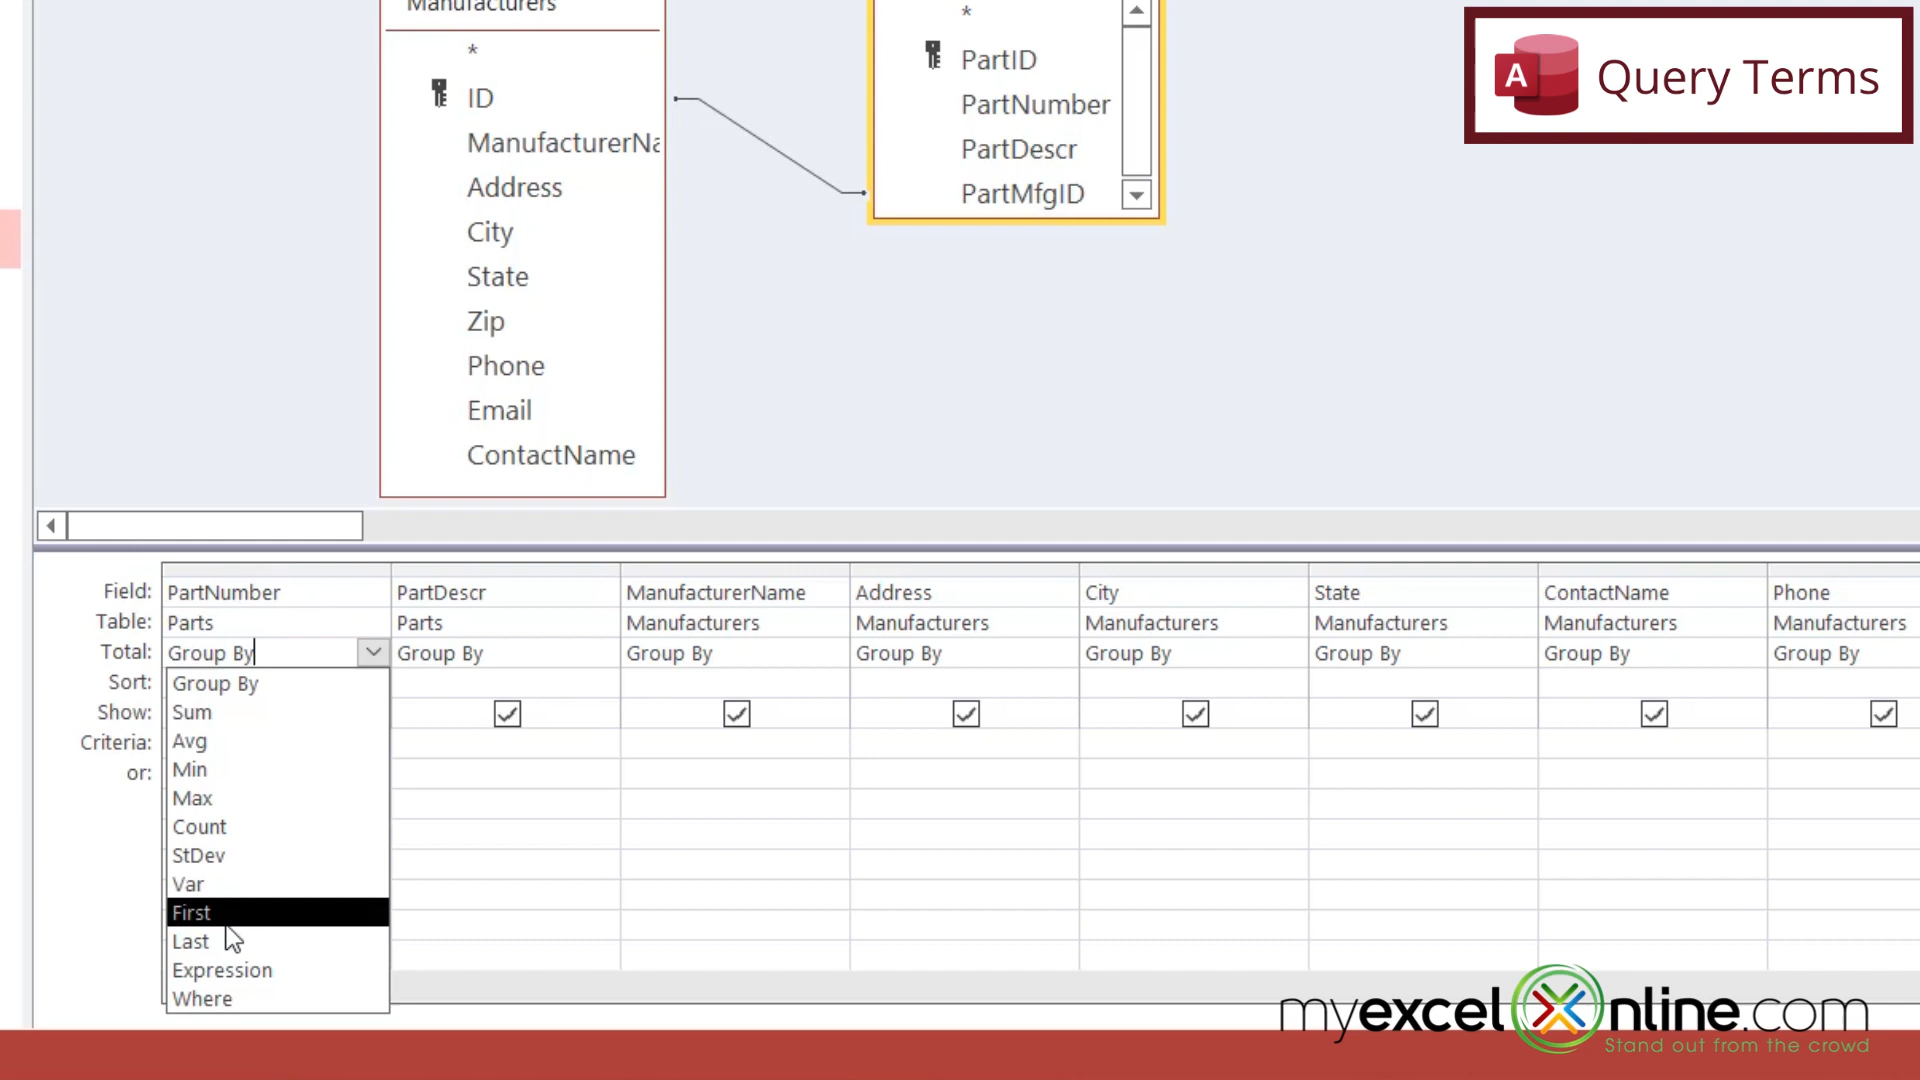 Manufacturers
*
ID
ManufacturerNa
Address
City
State
Zip
Phone
Email
ContactName
*
PartID
PartNumber
PartDescr
PartMfgID
A Query Terms
Field: PartNumber PartDescr ManufacturerName Address City State ContactName Phone
Table: Parts Parts Manufacturers Manufacturers Manufacturers Manufacturers Manufacturers Manufacturers
Total: Group By Group By Group By Group By Group By Group By Group By Group By
Sort:
Show:
Criteria:
or:
Group By
Sum
Avg
Min
Max
Count
StDev
Var
First
Last
Expression
Where
myexcelonline.com
Stand out from the crowd